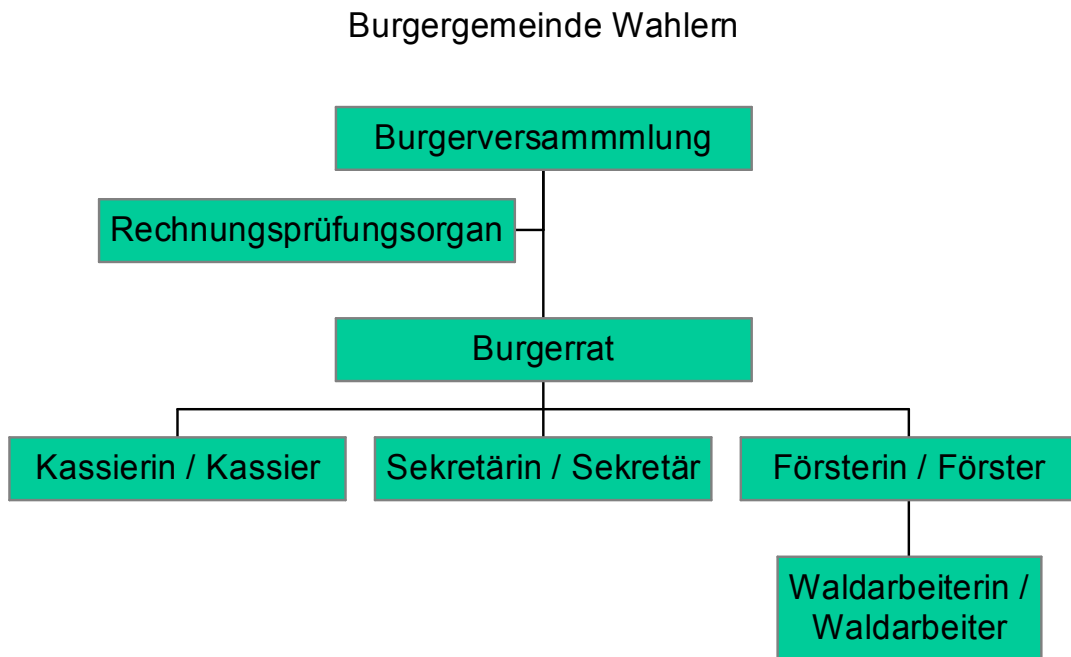 Burgergemeinde Wahlern
Burgerversammmlung
Rechnungsprüfungsorgan
Burgerrat
Kassierin / Kassier
Sekretärin / Sekretär
Försterin / Förster
Waldarbeiterin /
Waldarbeiter